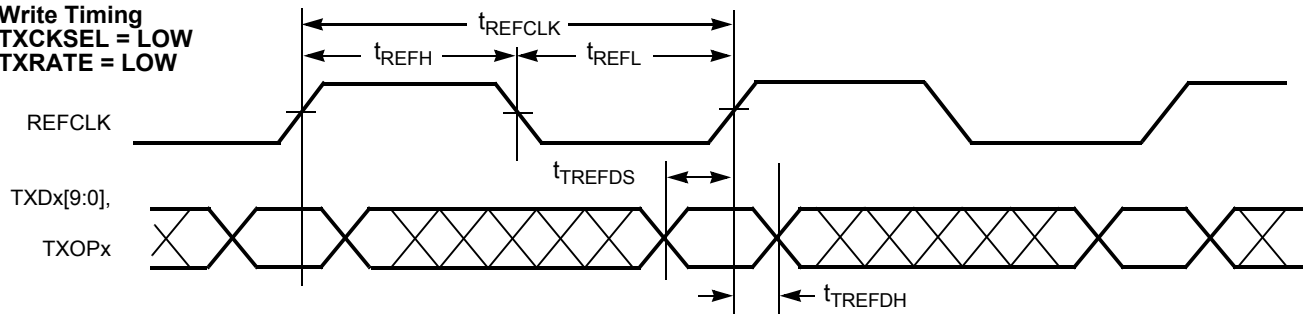 Write Timing
TXCKSEL = LOW
TXRATE = LOW
tREFCLK
tREFH
tREFL
REFCLK
tTREFDS
TXDx[9:0],
TXOPx
tTREFDH